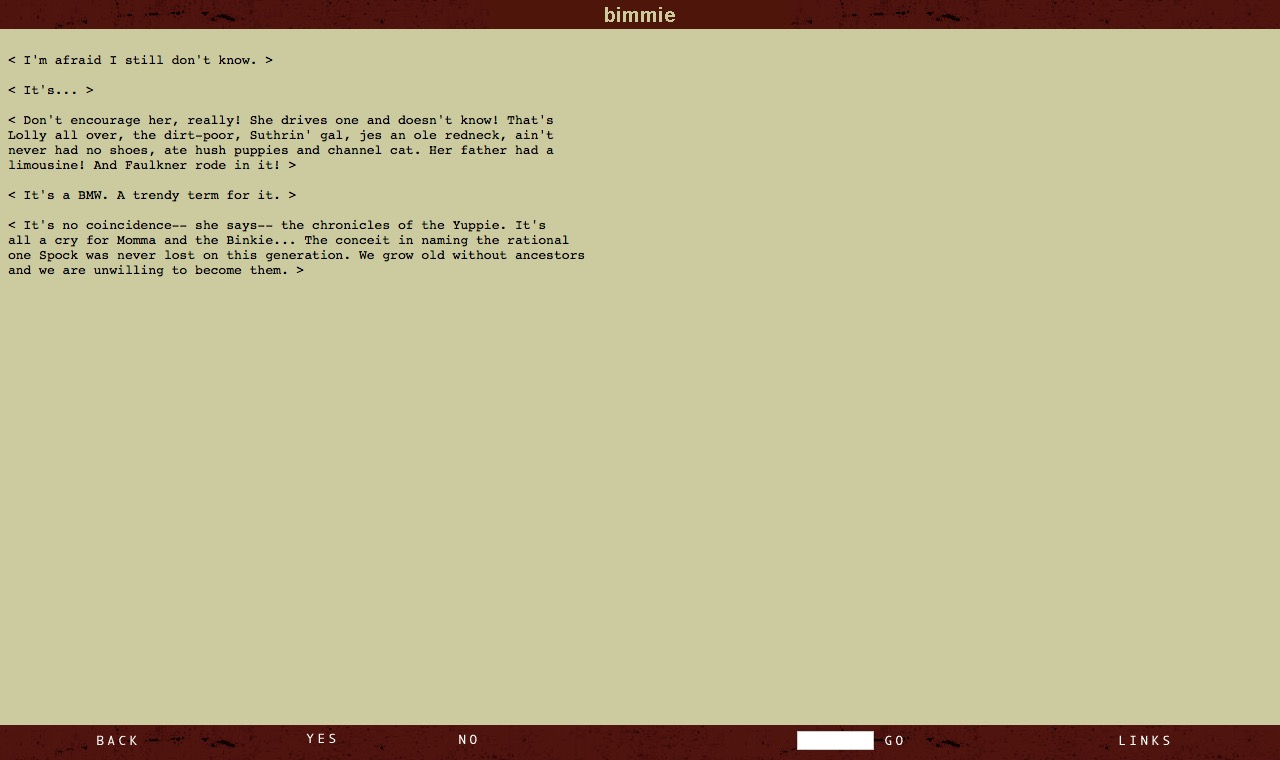 bimmie
< I'm afraid I still don't know. >
< It's... >
< Don't encourage her, really! She drives one and doesn't know! That's
Lolly all over, the dirt-poor, Suthrin' gal, jes an ole redneck, ain't
never had no shoes, ate hush puppies and channel cat. Her father had a
limousine! And Faulkner rode in it! >
< It's a BMW. A trendy term for it. >
< It's no coincidence-- she says-- the chronicles of the Yuppie. It's
all a cry for Momma and the Binkie... The conceit in naming the rational
one Spock was never lost on this generation. We grow old without ancestors
and we are unwilling to become them. >
BACK YES NO GO LINKS